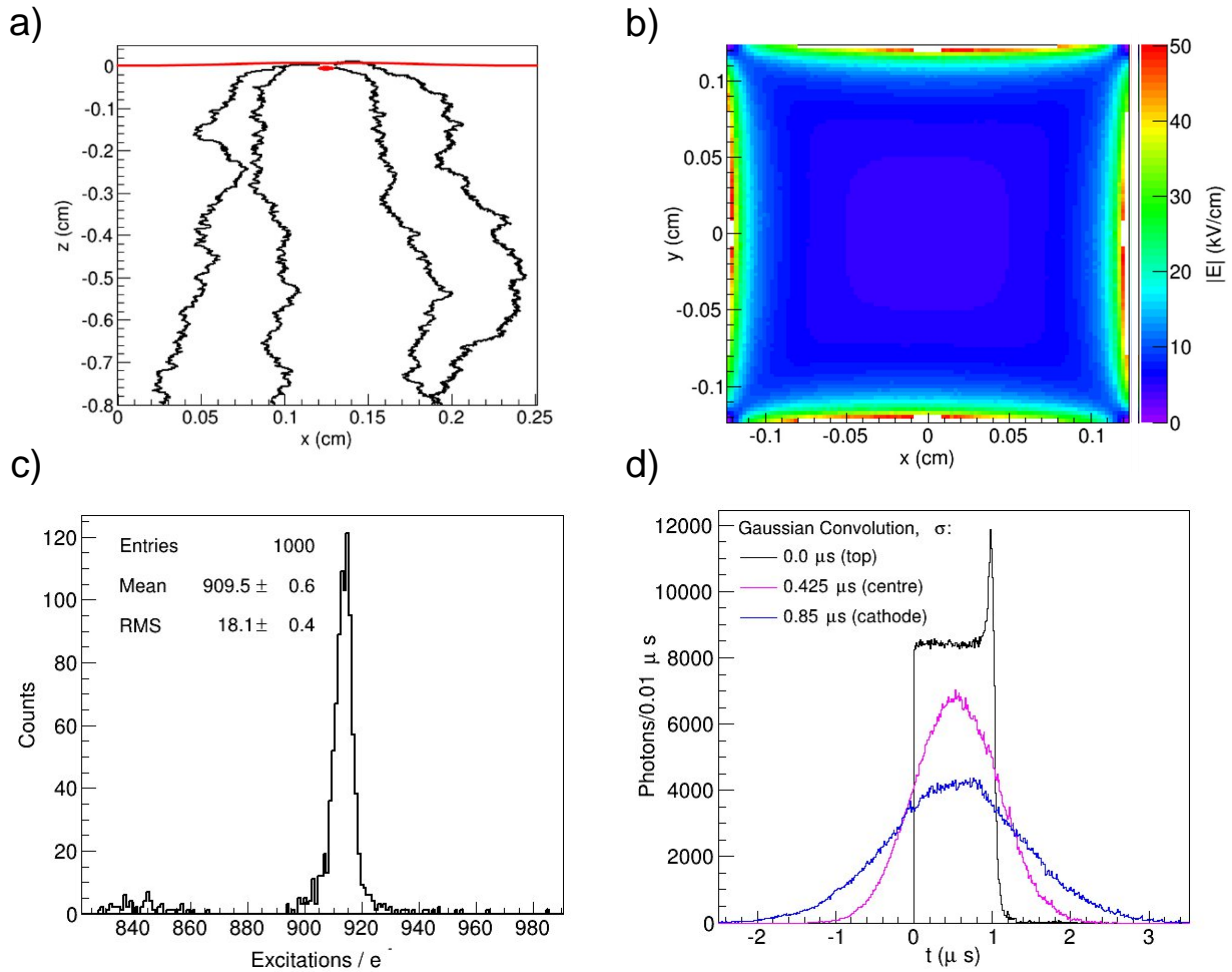 a)
0
-0.1
-0.2
-0.3
-0.4
-0.5
-0.6
-0.7
-0.8
z (cm)
0 0.05 0.1 0.15 0.2 0.25
x (cm)
b)
0.1
0.05
0
-0.05
-0.1
y (cm)
-0.1 -0.05 0 0.05 0.1
x (cm)
50
40
30
20
10
0
|E| (kV/cm)
c)
Entries 1000
Mean 909.5 ± 0.6
RMS 18.1 ± 0.4
120
100
80
60
40
20
0
Counts
840 860 880 900 920 940 960 980
Excitations / e-
d)
Gaussian Convolution, σ:
0.0 μs (top)
0.425 μs (centre)
0.85 μs (cathode)
12000
10000
8000
6000
4000
2000
0
Photons/0.01 μ s
-2 -1 0 1 2 3
t (μ s)